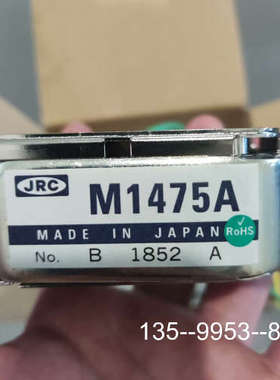 JRC
M1475A
MADE IN JAPAN
RoHS
No. B 1852 A
135--9953--8